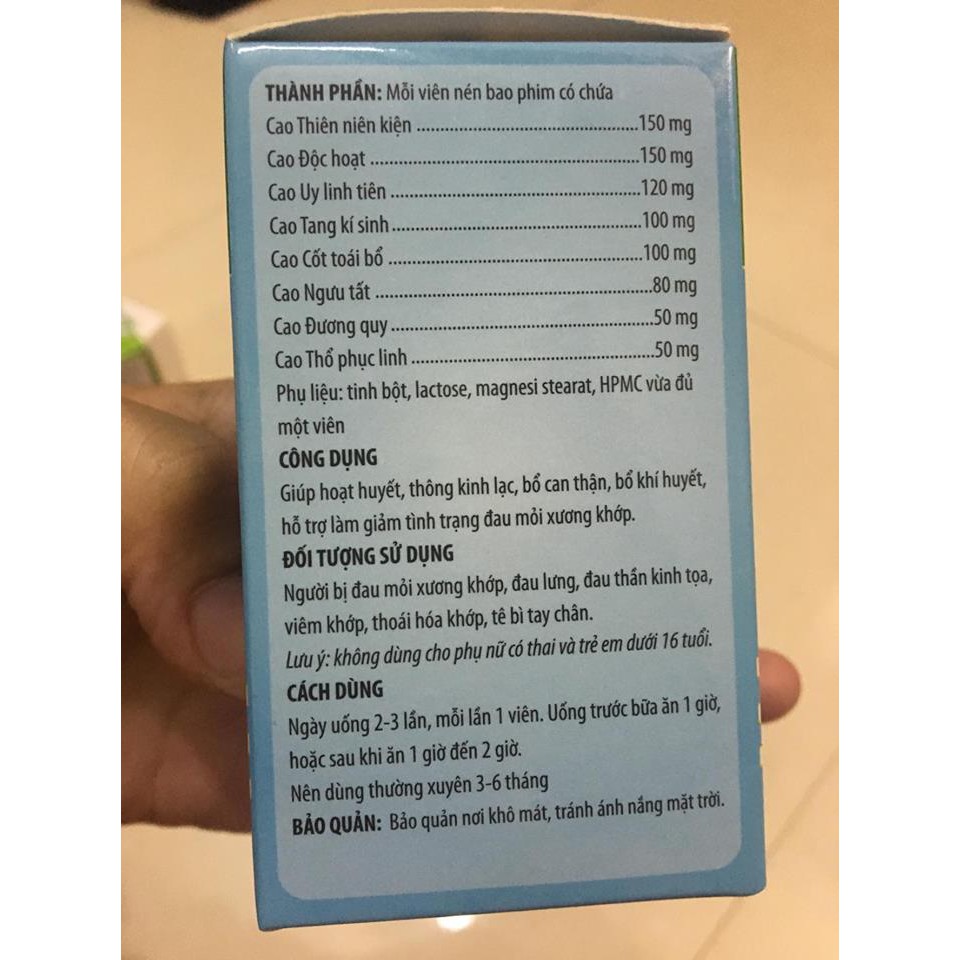 THÀNH PHẦN: Mỗi viên nén bao phim có chứa
Cao Thiên niên kiện ............................................150 mg
Cao Độc hoạt .....................................................150 mg
Cao Uy linh tiên .................................................120 mg
Cao Tang kí sinh .................................................100 mg
Cao Cốt toái bổ ..................................................100 mg
Cao Ngưu tất ......................................................80 mg
Cao Đương quy ....................................................50 mg
Cao Thổ phục linh ................................................50 mg
Phụ liệu: tinh bột, lactose, magnesi stearat, HPMC vừa đủ
một viên
CÔNG DỤNG
Giúp hoạt huyết, thông kinh lạc, bổ can thận, bổ khí huyết,
hỗ trợ làm giảm tình trạng đau mỏi xương khớp.
ĐỐI TƯỢNG SỬ DỤNG
Người bị đau mỏi xương khớp, đau lưng, đau thần kinh tọa,
viêm khớp, thoái hóa khớp, tê bì tay chân.
Lưu ý: không dùng cho phụ nữ có thai và trẻ em dưới 16 tuổi.
CÁCH DÙNG
Ngày uống 2-3 lần, mỗi lần 1 viên. Uống trước bữa ăn 1 giờ,
hoặc sau khi ăn 1 giờ đến 2 giờ.
Nên dùng thường xuyên 3-6 tháng
BẢO QUẢN: Bảo quản nơi khô mát, tránh ánh nắng mặt trời.